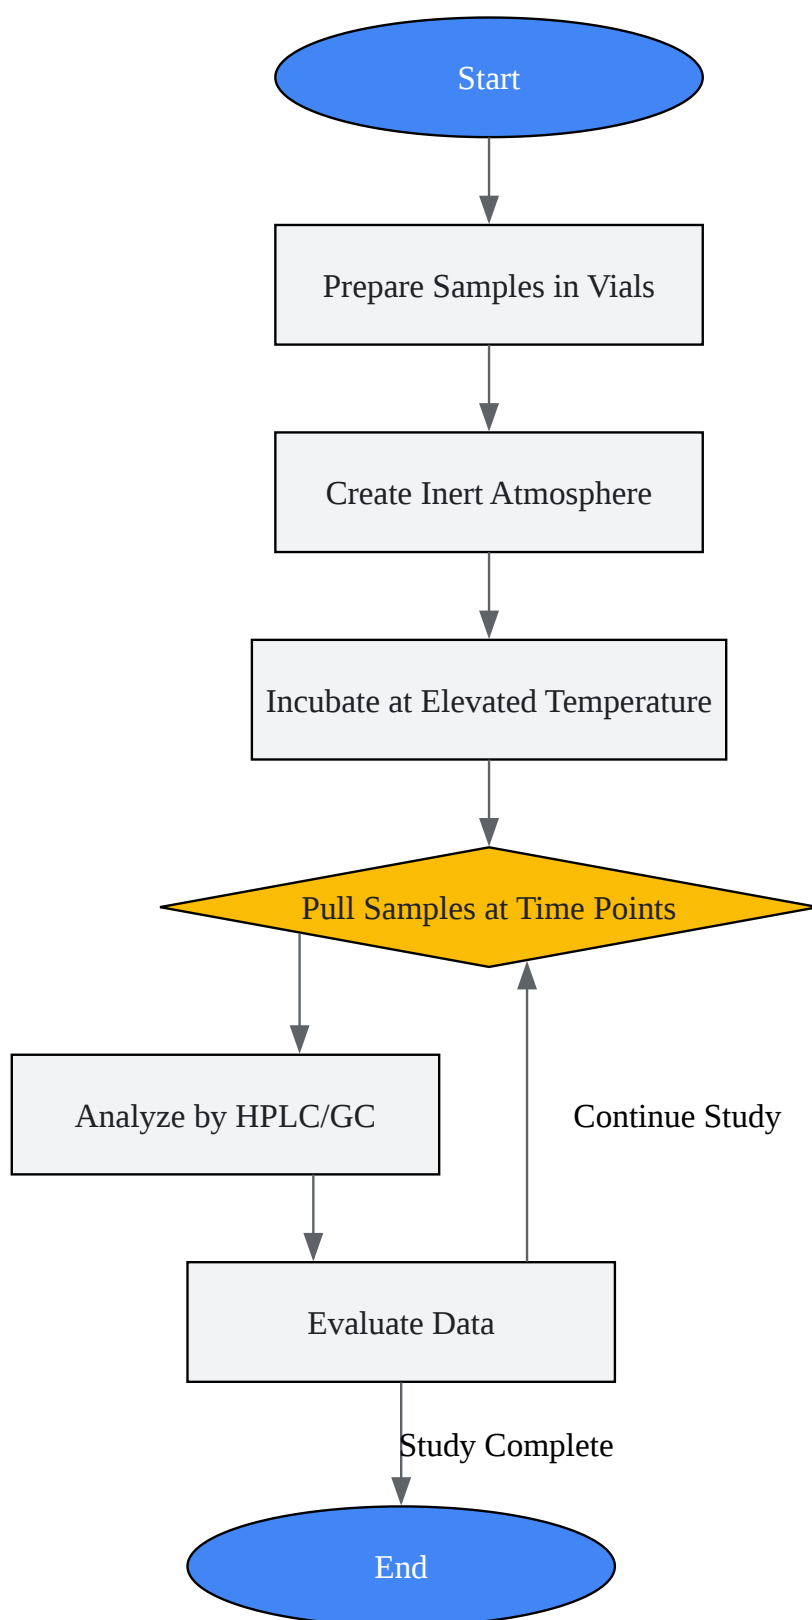 Start
Prepare Samples in Vials
Create Inert Atmosphere
Incubate at Elevated Temperature
Pull Samples at Time Points
Analyze by HPLC/GC
Continue Study
Evaluate Data
Study Complete
End